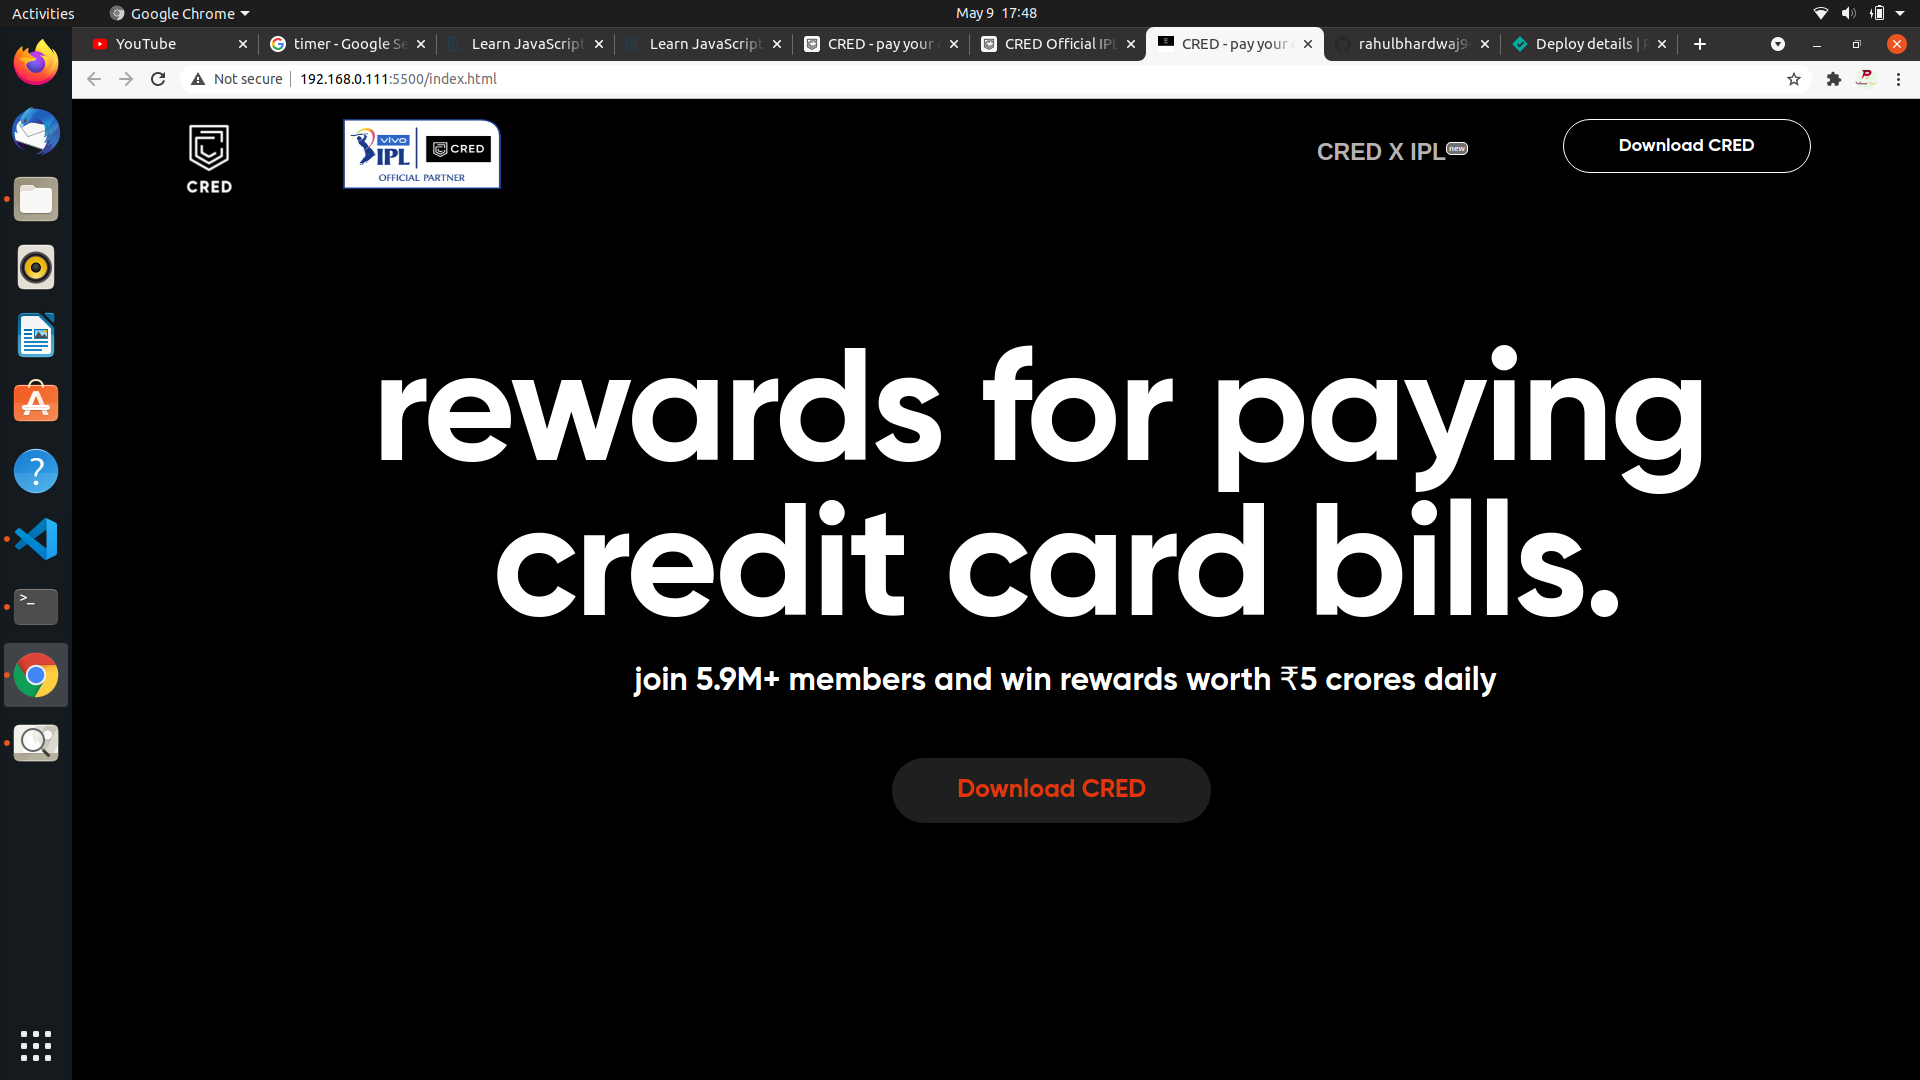 Activities
Google Chrome
May 9 17:48
YouTube
timer - Google Se
Learn JavaScript
Learn JavaScript
CRED - pay your
CRED Official IPL
CRED - pay your
rahulbhardwaj9
Deploy details |
Not secure
192.168.0.111:5500/index.html
CRED
vivo
IPL
CRED
OFFICIAL PARTNER
CRED X IPL new
Download CRED
rewards for paying
credit card bills.
join 5.9M+ members and win rewards worth ₹5 crores daily
Download CRED